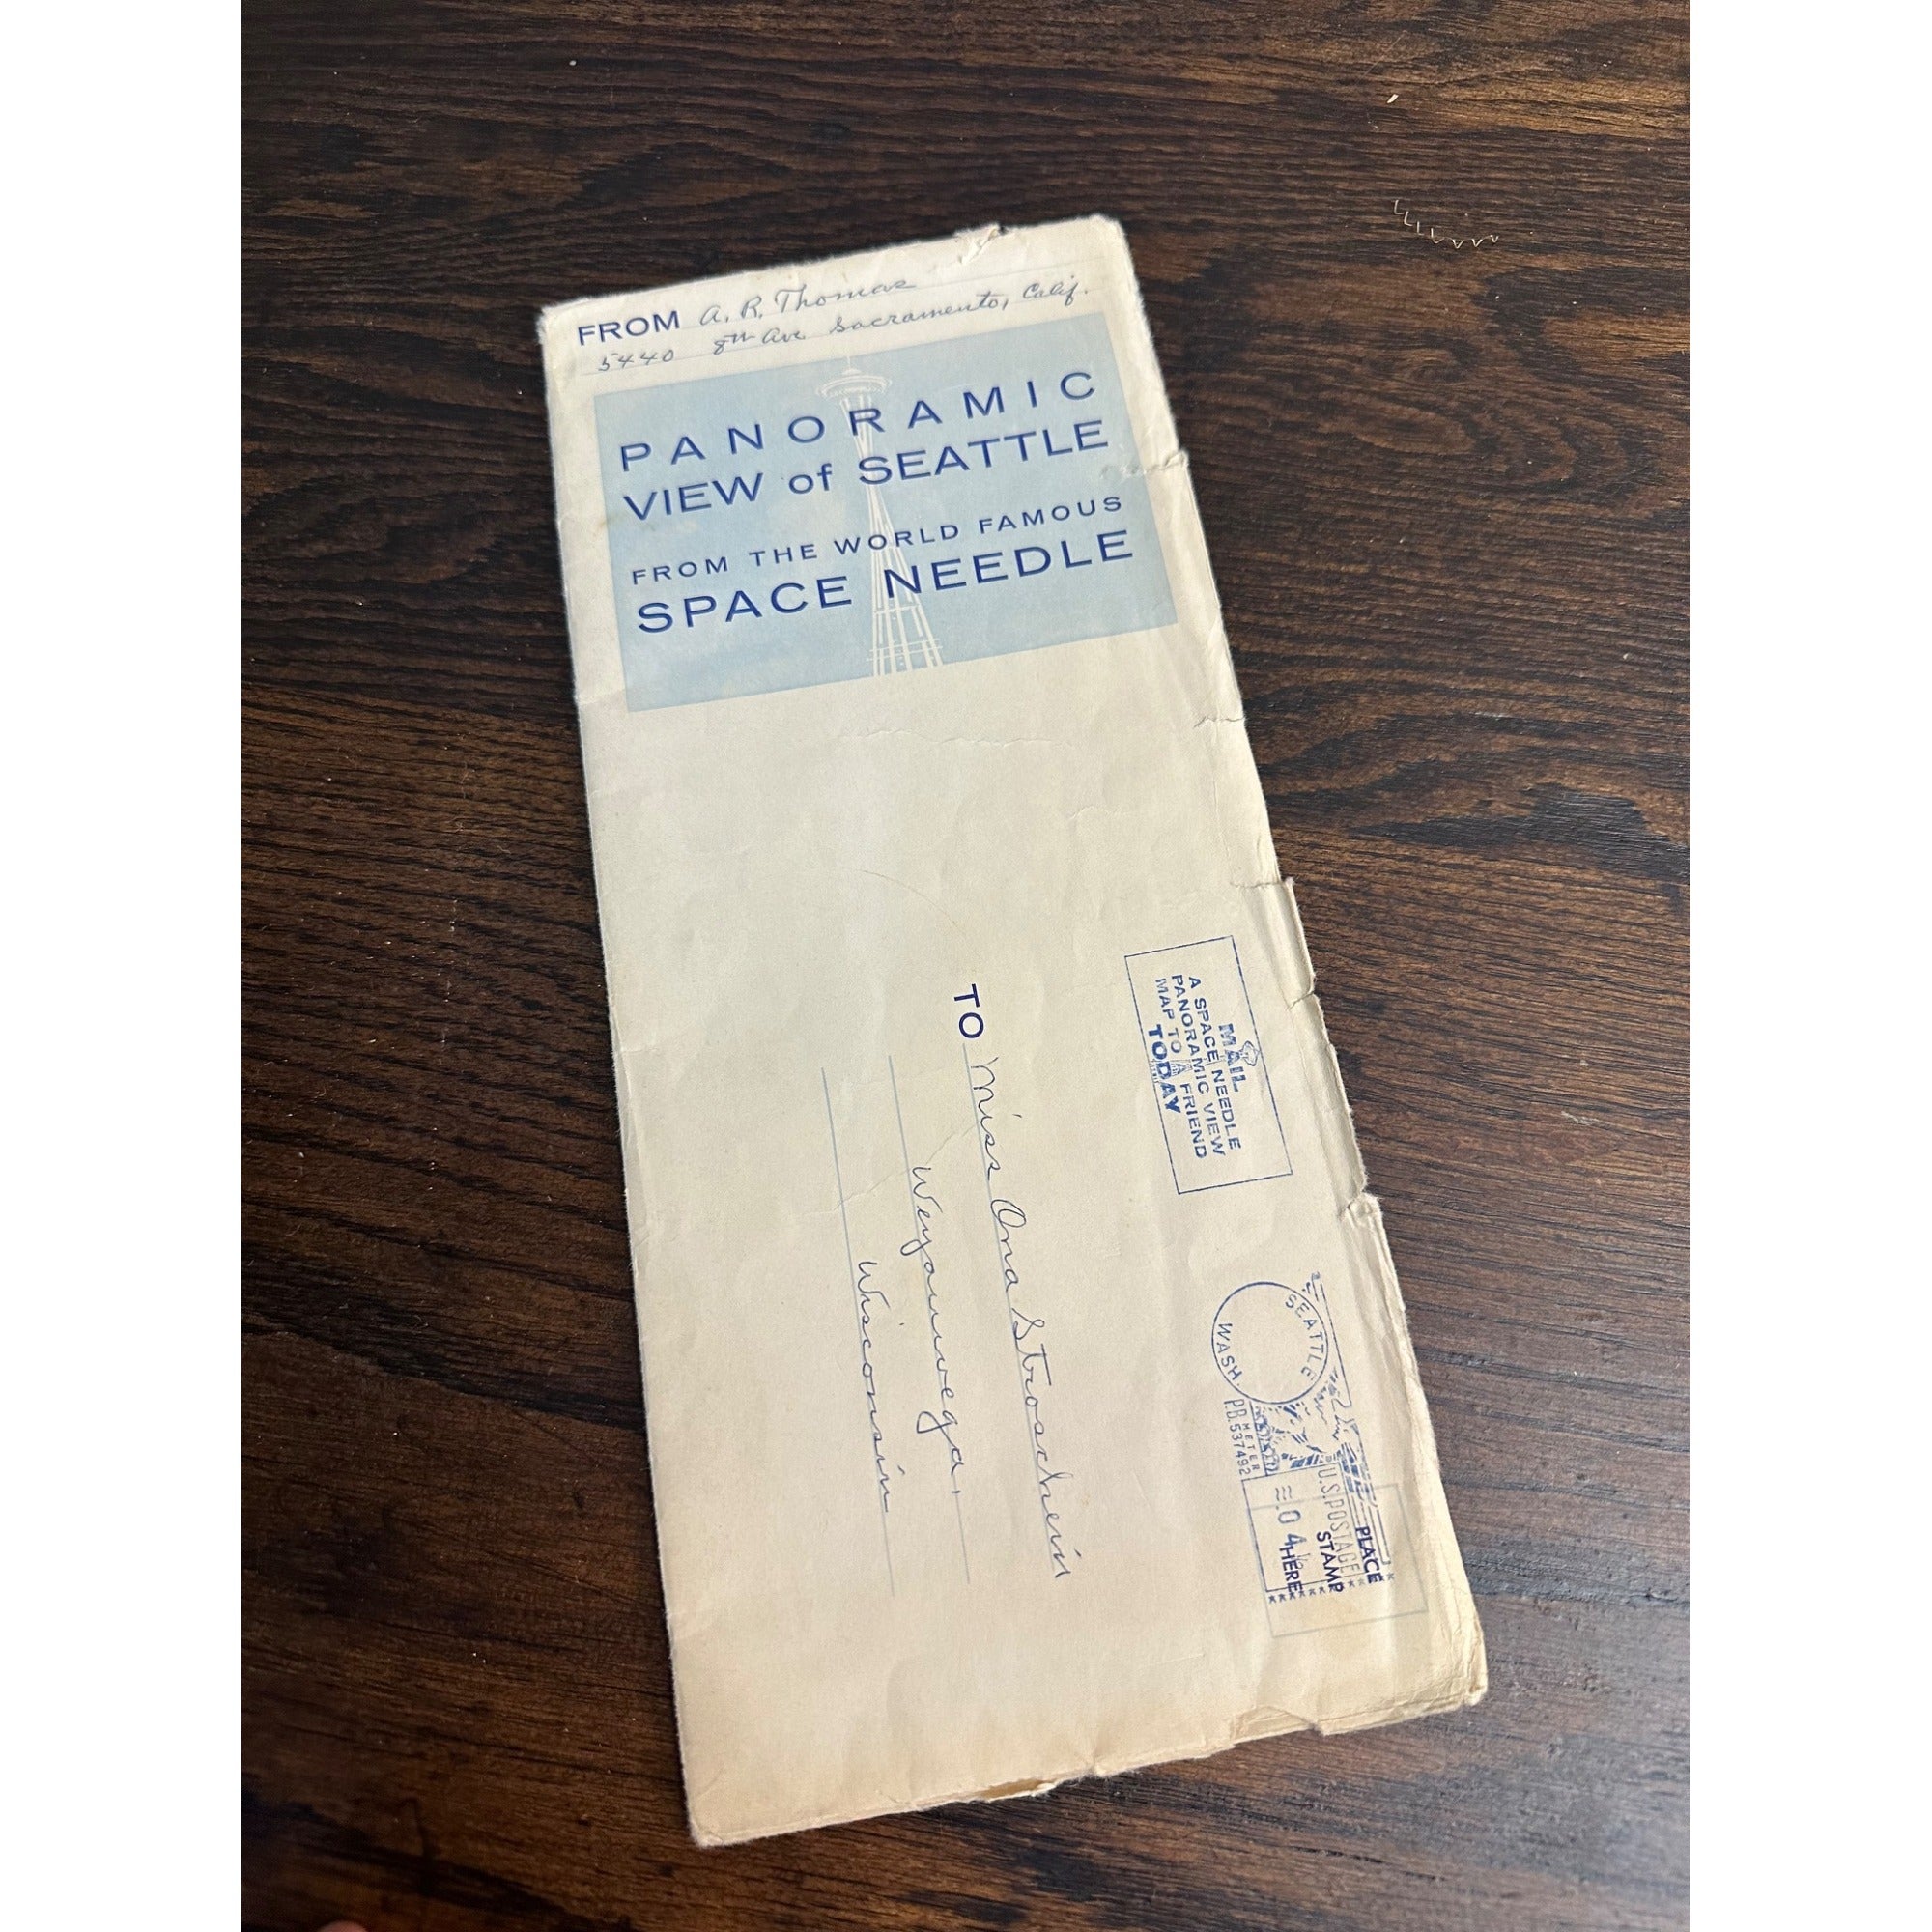 FROM A. R. Thomas
5440 8th Ave Sacramento, Calif.
PANORAMIC
VIEW of SEATTLE
FROM THE WORLD FAMOUS
SPACE NEEDLE
MAIL
A SPACE NEEDLE
PANORAMIC VIEW
MAP TO A FRIEND
TODAY
TO Miss Ona Stroschein
Weyauwega,
Wisconsin
SEATTLE
WASH.
P.B. METER
537492
U.S. POSTAGE
PLACE
STAMP
HERE